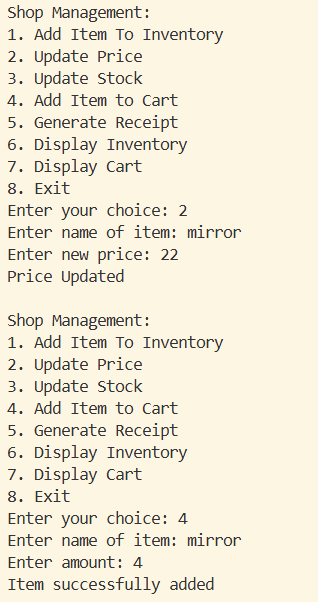 Shop Management:
1. Add Item To Inventory
2. Update Price
3. Update Stock
4. Add Item to Cart
5. Generate Receipt
6. Display Inventory
7. Display Cart
8. Exit
Enter your choice: 2
Enter name of item: mirror
Enter new price: 22
Price Updated

Shop Management:
1. Add Item To Inventory
2. Update Price
3. Update Stock
4. Add Item to Cart
5. Generate Receipt
6. Display Inventory
7. Display Cart
8. Exit
Enter your choice: 4
Enter name of item: mirror
Enter amount: 4
Item successfully added